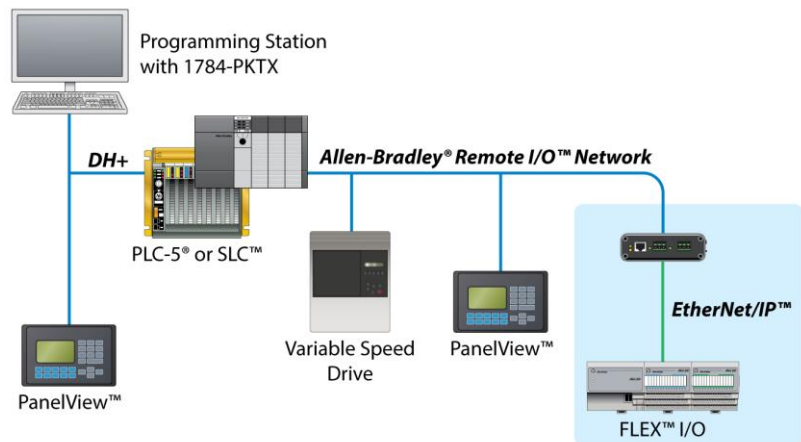 Programming Station
with 1784-PKTX
DH+
Allen-Bradley® Remote I/O™ Network
PLC-5® or SLC™
EtherNet/IP™
Variable Speed
Drive
PanelView™
PanelView™
FLEX™ I/O